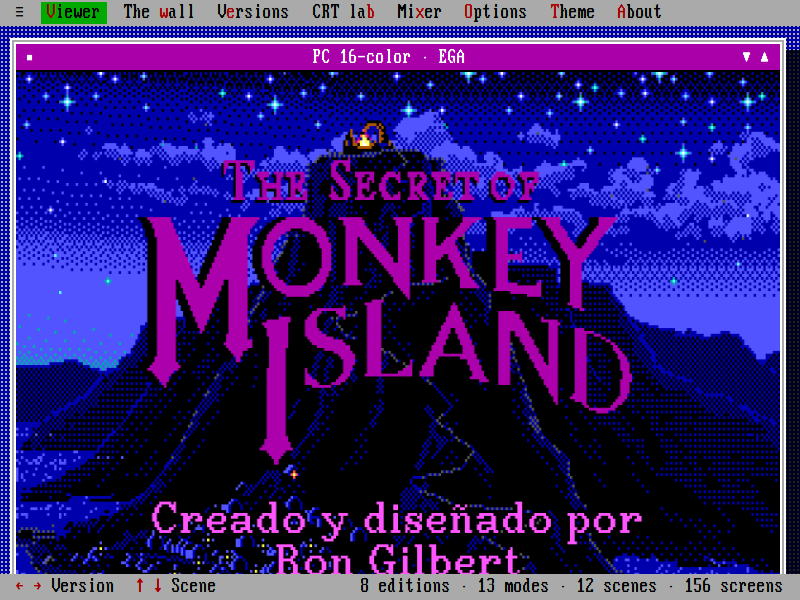 ≡ Viewer The wall Versions CRT lab Mixer Options Theme About
PC 16-color · EGA
THE SECRET OF
MONKEY
ISLAND
Creado y diseñado por
Ron Gilbert
← → Version ↑ ↓ Scene 8 editions · 13 modes · 12 scenes · 156 screens